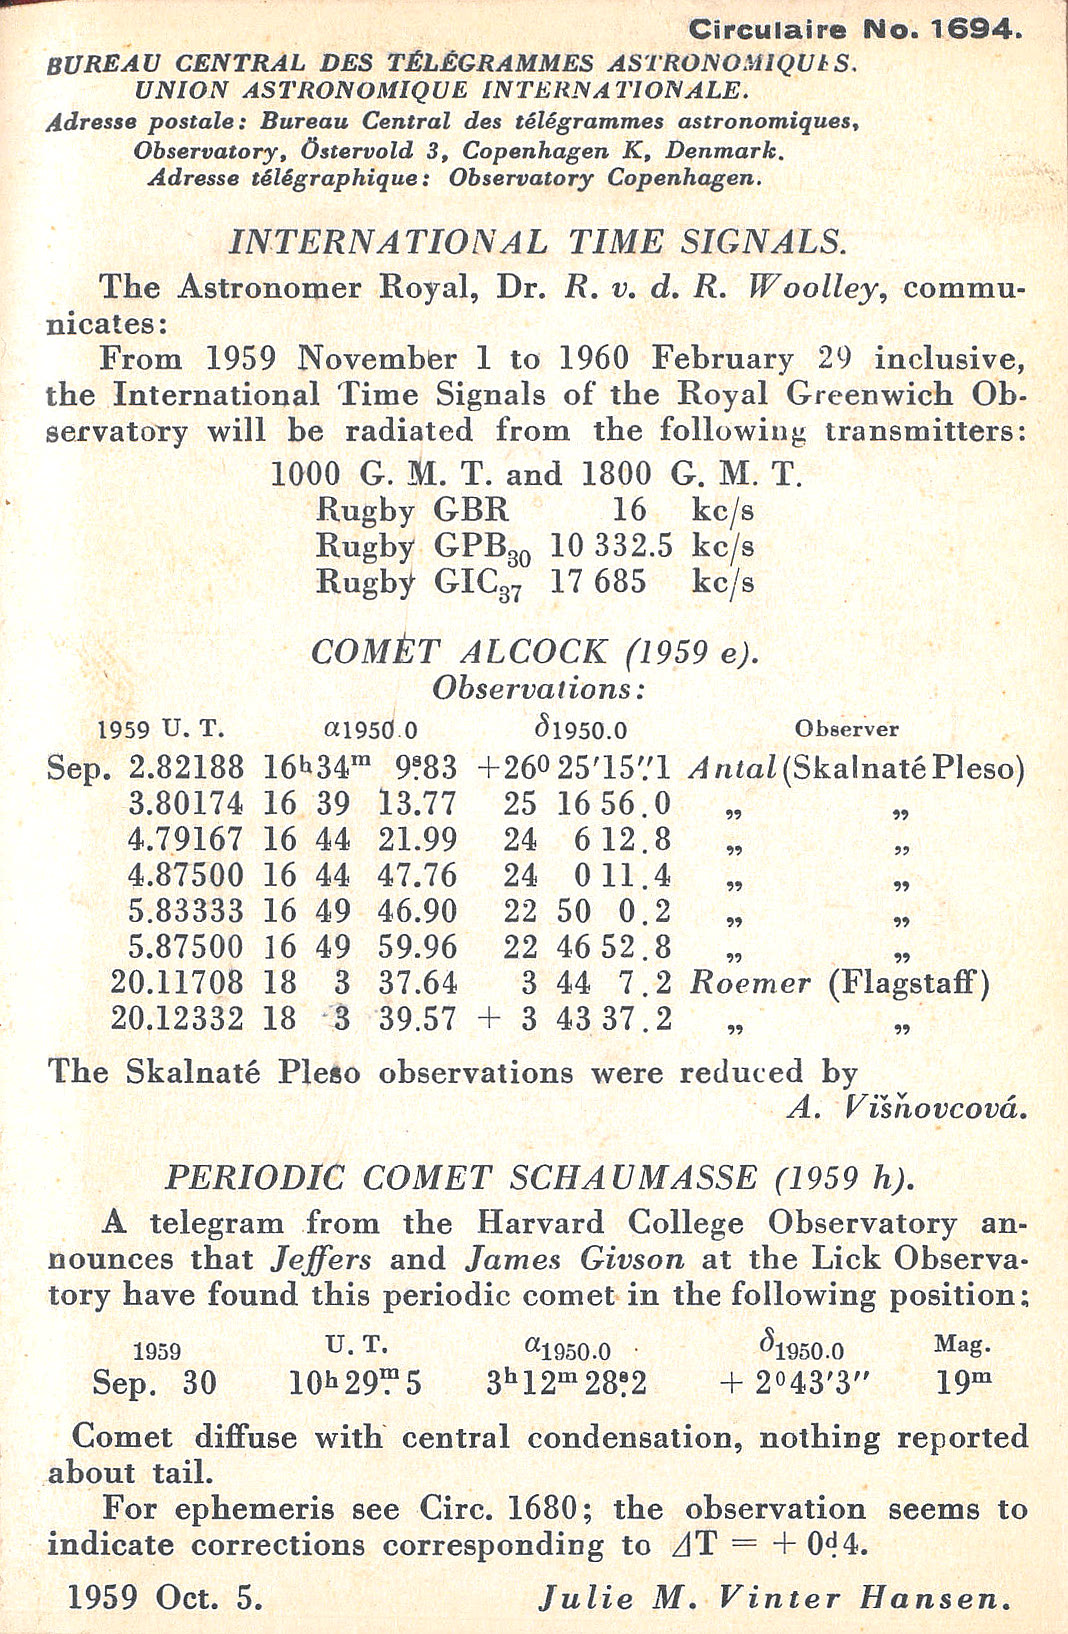 Circulaire No. 1694.
BUREAU CENTRAL DES TÉLÉGRAMMES ASTRONOMIQUES.
UNION ASTRONOMIQUE INTERNATIONALE.
Adresse postale: Bureau Central des télégrammes astronomiques,
Observatory, Östervold 3, Copenhagen K, Denmark.
Adresse télégraphique: Observatory Copenhagen.
INTERNATIONAL TIME SIGNALS.
The Astronomer Royal, Dr. R. v. d. R. Woolley, commu-
nicates:
From 1959 November 1 to 1960 February 29 inclusive,
the International Time Signals of the Royal Greenwich Ob-
servatory will be radiated from the following transmitters:
1000 G. M. T. and 1800 G. M. T.
Rugby GBR 16 kc/s
Rugby GPB₃₀ 10 332.5 kc/s
Rugby GIC₃₇ 17 685 kc/s
COMET ALCOCK (1959 e).
Observations:
1959 U. T. α1950.0 δ1950.0 Observer
Sep. 2.82188 16ʰ34ᵐ 9ˢ.83 +26⁰25′15″.1 Antal (Skalnaté Pleso)
3.80174 16 39 13.77 25 16 56.0 „ „
4.79167 16 44 21.99 24 6 12.8 „ „
4.87500 16 44 47.76 24 0 11.4 „ „
5.83333 16 49 46.90 22 50 0.2 „ „
5.87500 16 49 59.96 22 46 52.8 „ „
20.11708 18 3 37.64 3 44 7.2 Roemer (Flagstaff)
20.12332 18 3 39.57 + 3 43 37.2 „ „
The Skalnaté Pleso observations were reduced by
A. Višňovcová.
PERIODIC COMET SCHAUMASSE (1959 h).
A telegram from the Harvard College Observatory an-
nounces that Jeffers and James Givson at the Lick Observa-
tory have found this periodic comet in the following position:
1959 U. T. α1950.0 δ1950.0 Mag.
Sep. 30 10ʰ29ᵐ.5 3ʰ12ᵐ28ˢ.2 + 2⁰43′3″ 19ᵐ
Comet diffuse with central condensation, nothing reported
about tail.
For ephemeris see Circ. 1680; the observation seems to
indicate corrections corresponding to ΔT = + 0ᵈ.4.
1959 Oct. 5. Julie M. Vinter Hansen.